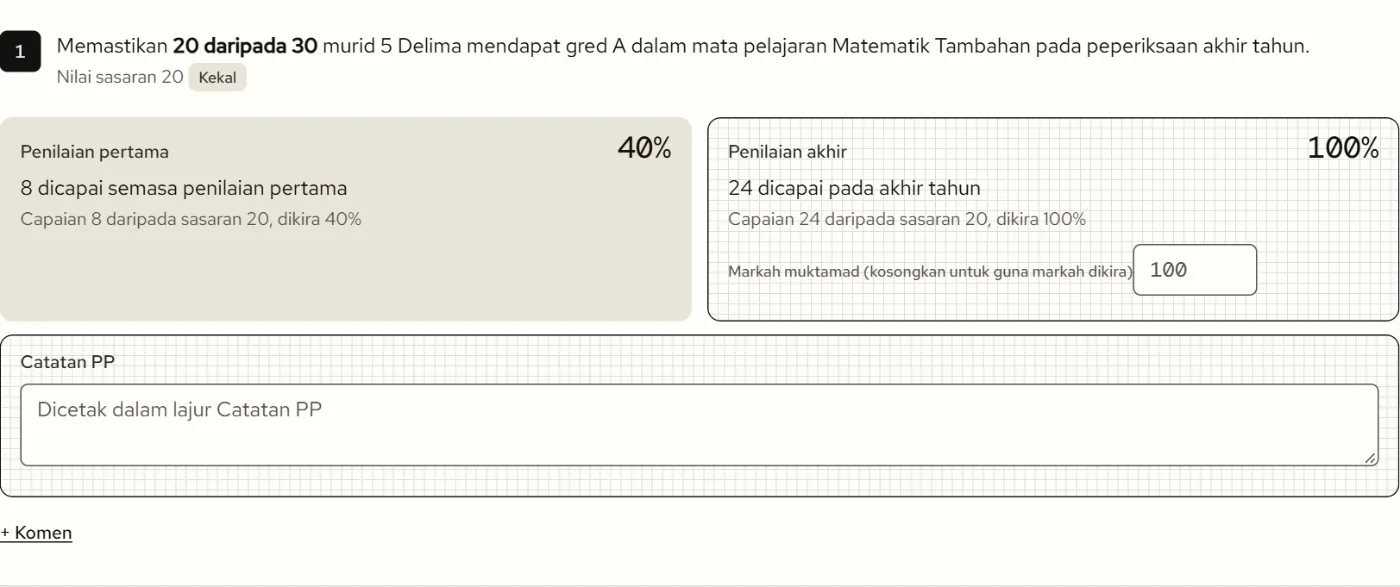 1
Memastikan 20 daripada 30 murid 5 Delima mendapat gred A dalam mata pelajaran Matematik Tambahan pada peperiksaan akhir tahun.
Nilai sasaran 20 Kekal
Penilaian pertama 40%
8 dicapai semasa penilaian pertama
Capaian 8 daripada sasaran 20, dikira 40%
Penilaian akhir 100%
24 dicapai pada akhir tahun
Capaian 24 daripada sasaran 20, dikira 100%
Markah muktamad (kosongkan untuk guna markah dikira) 100
Catatan PP
Dicetak dalam lajur Catatan PP
+ Komen